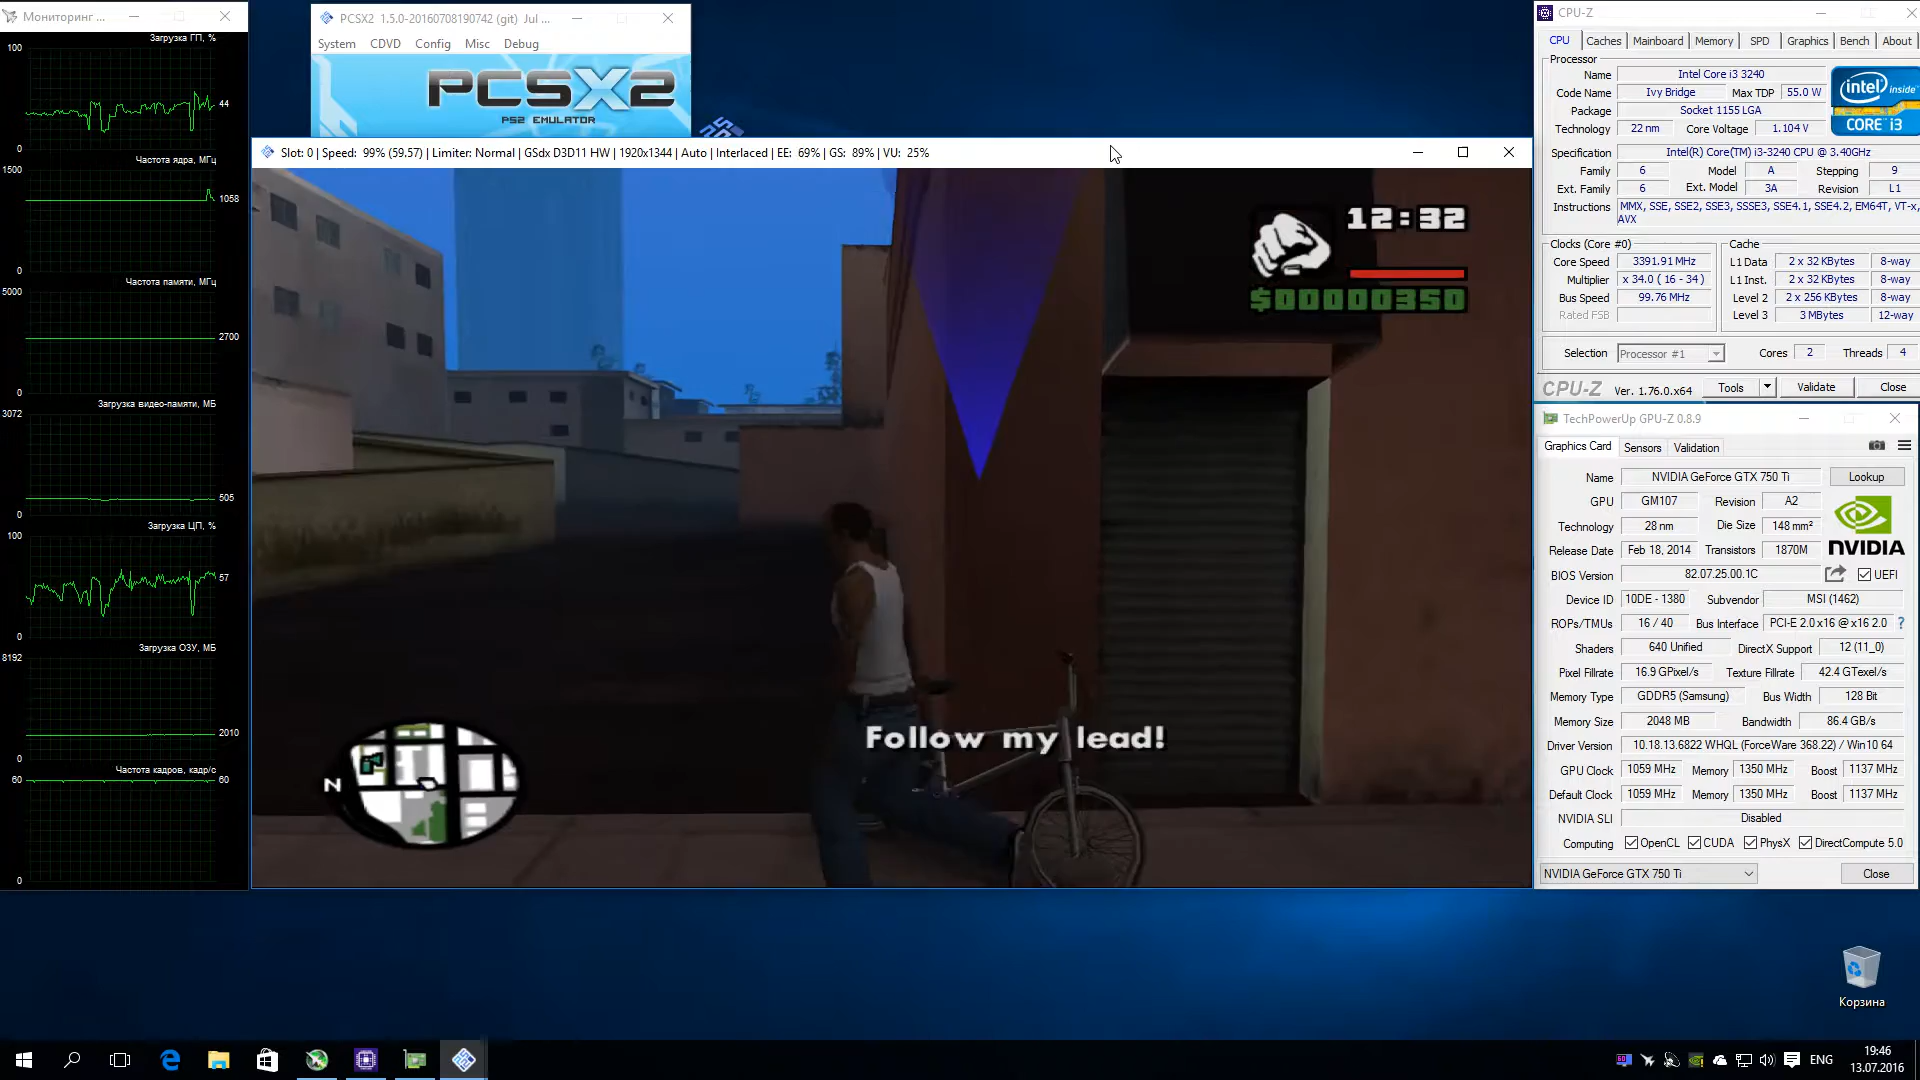 Мониторинг ...
Загрузка ГП, %
100
44
0
Частота ядра, МГц
1500
1058
0
Частота памяти, МГц
5000
2700
0
Загрузка видео-памяти, МБ
3072
505
0
Загрузка ЦП, %
100
57
0
Загрузка ОЗУ, МБ
8192
2010
0
Частота кадров, кадр/с
60
60
0
PCSX2 1.5.0-20160708190742 (git) Jul ...
System CDVD Config Misc Debug
PCSX2
PS2 EMULATOR
Slot: 0 | Speed: 99% (59.57) | Limiter: Normal | GSdx D3D11 HW | 1920x1344 | Auto | Interlaced | EE: 69% | GS: 89% | VU: 25%
12:32
$00000350
Follow my lead!
N
CPU-Z
CPU Caches Mainboard Memory SPD Graphics Bench About
Processor
Name Intel Core i3 3240
Code Name Ivy Bridge Max TDP 55.0 W
Package Socket 1155 LGA
Technology 22 nm Core Voltage 1.104 V
intel inside
CORE i3
Specification Intel(R) Core(TM) i3-3240 CPU @ 3.40GHz
Family 6 Model A Stepping 9
Ext. Family 6 Ext. Model 3A Revision L1
Instructions MMX, SSE, SSE2, SSE3, SSSE3, SSE4.1, SSE4.2, EM64T, VT-x,
AVX
Clocks (Core #0)
Core Speed 3391.91 MHz
Multiplier x 34.0 ( 16 - 34 )
Bus Speed 99.76 MHz
Rated FSB
Cache
L1 Data 2 x 32 KBytes 8-way
L1 Inst. 2 x 32 KBytes 8-way
Level 2 2 x 256 KBytes 8-way
Level 3 3 MBytes 12-way
Selection Processor #1 Cores 2 Threads 4
CPU-Z Ver. 1.76.0.x64 Tools Validate Close
TechPowerUp GPU-Z 0.8.9
Graphics Card Sensors Validation
Name NVIDIA GeForce GTX 750 Ti Lookup
GPU GM107 Revision A2
Technology 28 nm Die Size 148 mm²
Release Date Feb 18, 2014 Transistors 1870M
NVIDIA
BIOS Version 82.07.25.00.1C UEFI
Device ID 10DE - 1380 Subvendor MSI (1462)
ROPs/TMUs 16 / 40 Bus Interface PCI-E 2.0 x16 @ x16 2.0 ?
Shaders 640 Unified DirectX Support 12 (11_0)
Pixel Fillrate 16.9 GPixel/s Texture Fillrate 42.4 GTexel/s
Memory Type GDDR5 (Samsung) Bus Width 128 Bit
Memory Size 2048 MB Bandwidth 86.4 GB/s
Driver Version 10.18.13.6822 WHQL (ForceWare 368.22) / Win10 64
GPU Clock 1059 MHz Memory 1350 MHz Boost 1137 MHz
Default Clock 1059 MHz Memory 1350 MHz Boost 1137 MHz
NVIDIA SLI Disabled
Computing OpenCL CUDA PhysX DirectCompute 5.0
NVIDIA GeForce GTX 750 Ti Close
Корзина
60
ENG
19:46
13.07.2016